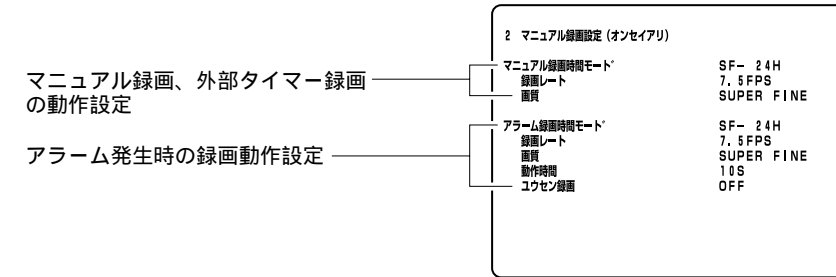 2 マニュアル録画設定 (オンセイアリ)
マニュアル録画時間モード SF- 24H
録画レート 7.5FPS
画質 SUPER FINE
アラーム録画時間モード SF- 24H
録画レート 7.5FPS
画質 SUPER FINE
動作時間 10S
ユウセン録画 OFF
マニュアル録画、外部タイマー録画
の動作設定
アラーム発生時の録画動作設定